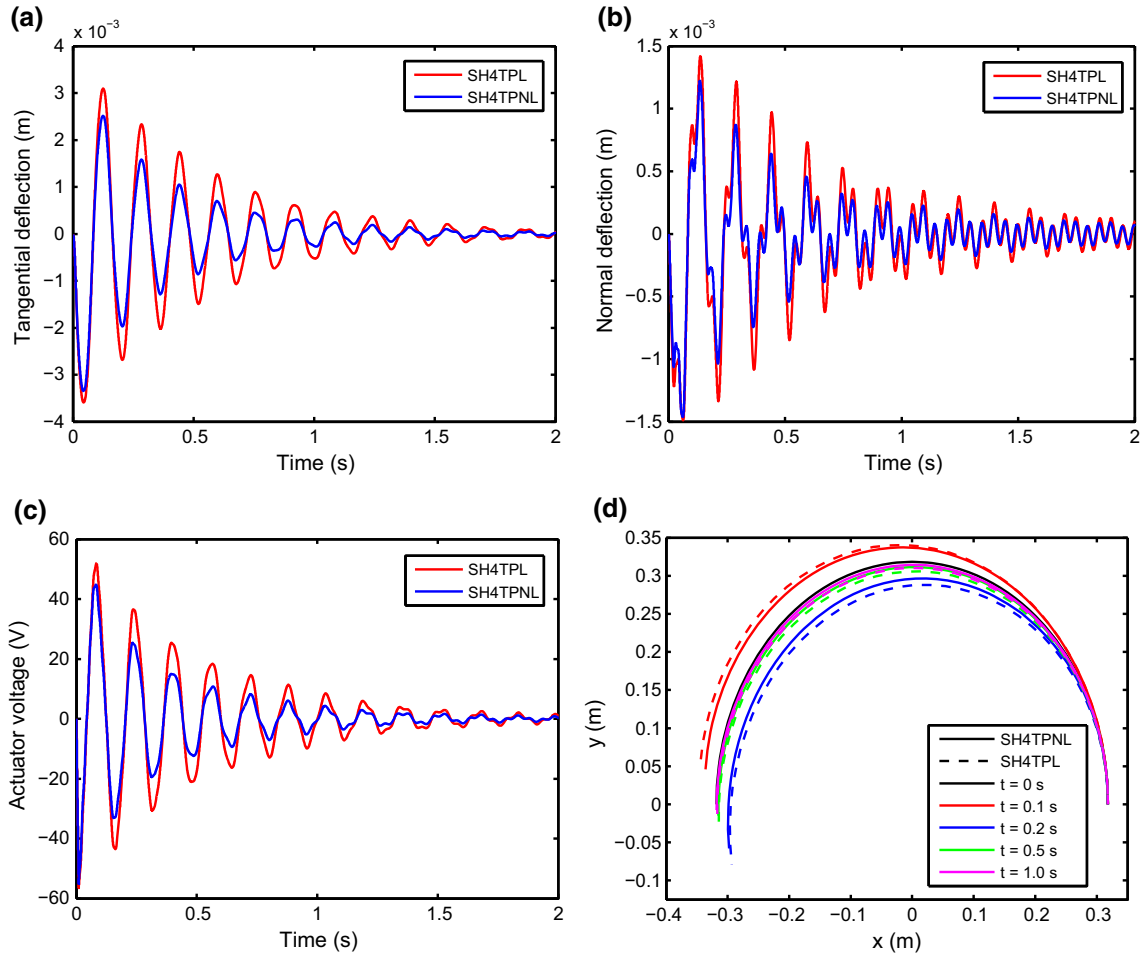 (a)
x 10⁻³
4
3
2
1
0
−1
−2
−3
−4
Tangential deflection (m)
SH4TPL
SH4TPNL
0
0.5
1
1.5
2
Time (s)
(b)
x 10⁻³
1.5
1
0.5
0
−0.5
−1
−1.5
Normal deflection (m)
SH4TPL
SH4TPNL
0
0.5
1
1.5
2
Time (s)
(c)
60
40
20
0
−20
−40
−60
Actuator voltage (V)
SH4TPL
SH4TPNL
0
0.5
1
1.5
2
Time (s)
(d)
0.35
0.3
0.25
0.2
0.15
0.1
0.05
0
−0.05
−0.1
y (m)
SH4TPNL
SH4TPL
t = 0 s
t = 0.1 s
t = 0.2 s
t = 0.5 s
t = 1.0 s
−0.4
−0.3
−0.2
−0.1
0
0.1
0.2
0.3
x (m)